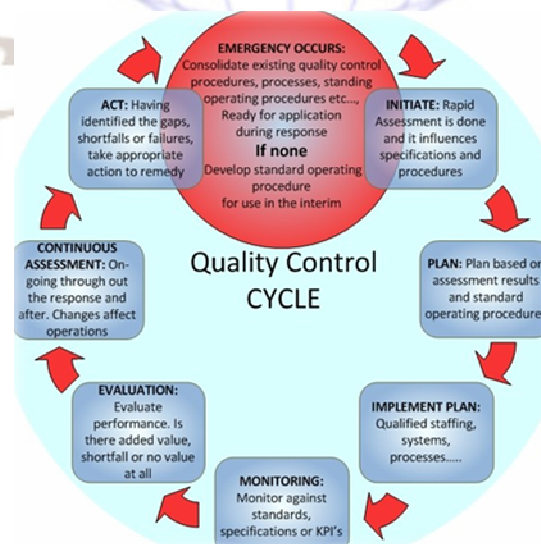 EMERGENCY OCCURS:
Consolidate existing quality control
procedures, processes, standing
operating procedures etc...,
Ready for application
during response
If none
Develop standard operating
procedure
for use in the interim
INITIATE: Rapid
Assessment is done
and it influences
specifications and
procedures
PLAN: Plan based on
assessment results
and standard
operating procedure
IMPLEMENT PLAN:
Qualified staffing,
systems,
processes.....
MONITORING:
Monitor against
standards,
specifications or KPI's
EVALUATION:
Evaluate
performance. Is
there added value,
shortfall or no value
at all
CONTINUOUS
ASSESSMENT: On-
going through out
the response and
after. Changes affect
operations
ACT: Having
identified the gaps,
shortfalls or failures,
take appropriate
action to remedy
Quality Control
CYCLE